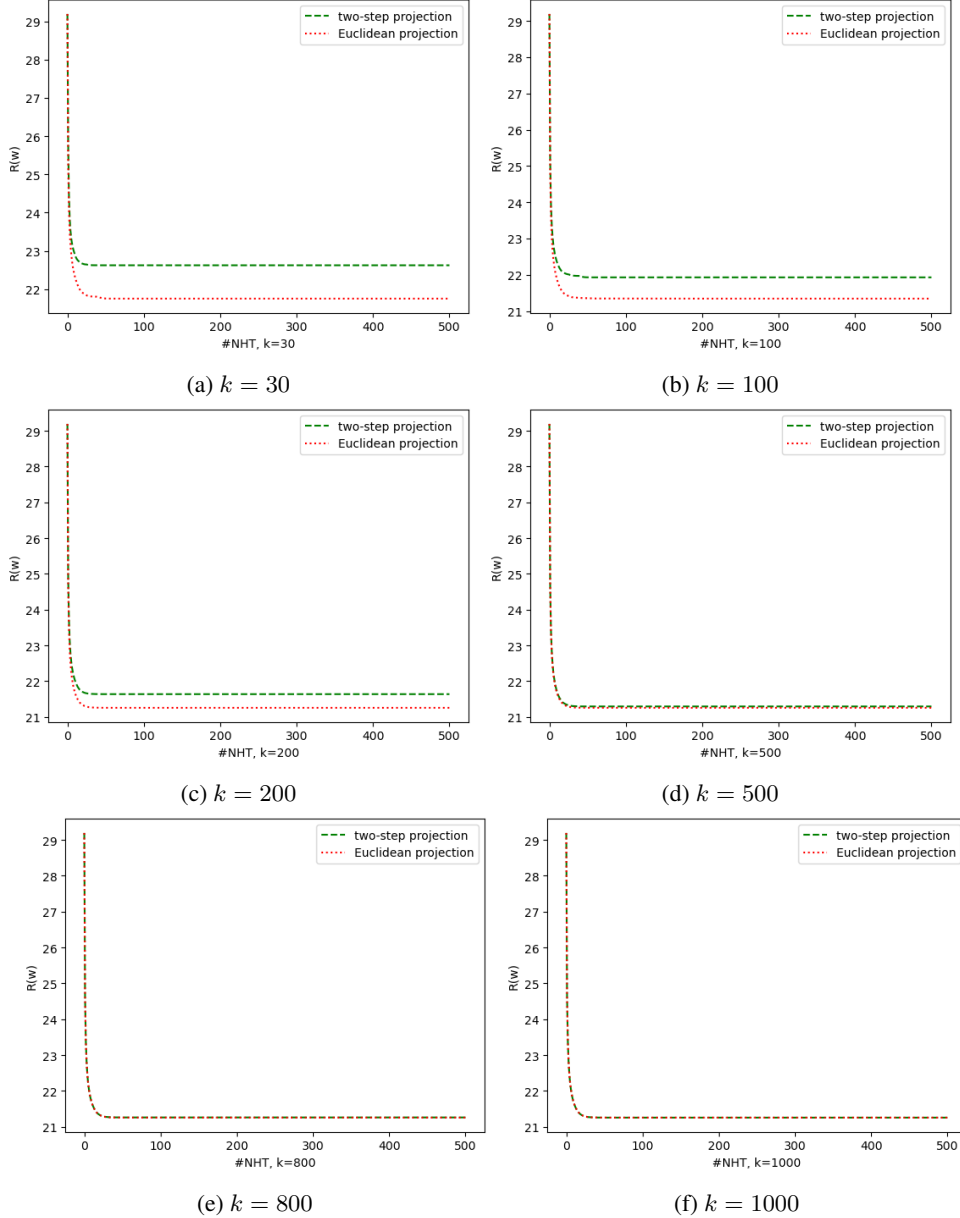 two-step projection
Euclidean projection
29
28
27
26
25
24
23
22
R(w)
0 100 200 300 400 500
#NHT, k=30
(a) k = 30
two-step projection
Euclidean projection
29
28
27
26
25
24
23
22
21
R(w)
0 100 200 300 400 500
#NHT, k=100
(b) k = 100
two-step projection
Euclidean projection
29
28
27
26
25
24
23
22
21
R(w)
0 100 200 300 400 500
#NHT, k=200
(c) k = 200
two-step projection
Euclidean projection
29
28
27
26
25
24
23
22
21
R(w)
0 100 200 300 400 500
#NHT, k=500
(d) k = 500
two-step projection
Euclidean projection
29
28
27
26
25
24
23
22
21
R(w)
0 100 200 300 400 500
#NHT, k=800
(e) k = 800
two-step projection
Euclidean projection
29
28
27
26
25
24
23
22
21
R(w)
0 100 200 300 400 500
#NHT, k=1000
(f) k = 1000